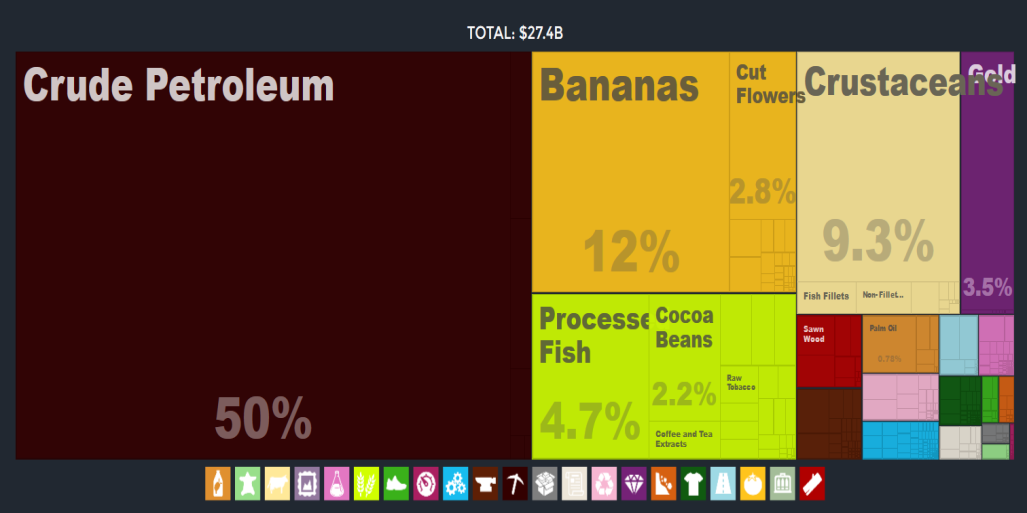 TOTAL: $27.4B
Crude Petroleum
50%
Bananas
12%
Cut
Flowers
2.8%
Crustaceans
9.3%
Gold
3.5%
Fish Fillets
Non-Fillet...
Processe
Fish
4.7%
Cocoa
Beans
2.2%
Raw
Tobacco
Coffee and Tea
Extracts
Sawn
Wood
Palm Oil
0.78%